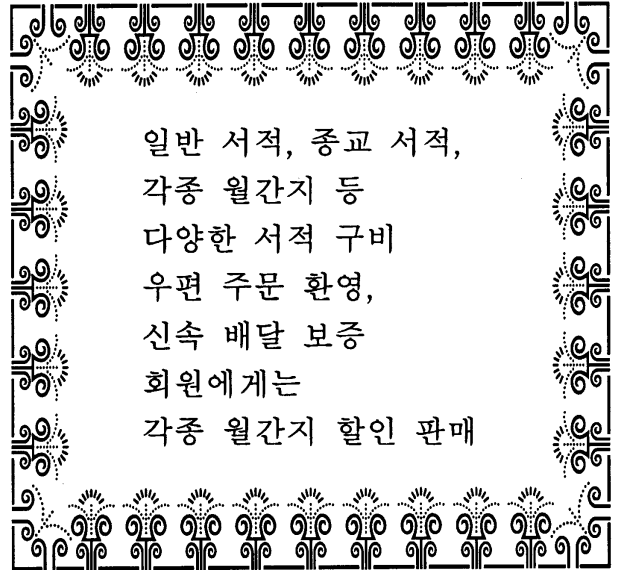 일반 서적, 종교 서적,
각종 월간지 등
다양한 서적 구비
우편 주문 환영,
신속 배달 보증
회원에게는
각종 월간지 할인 판매